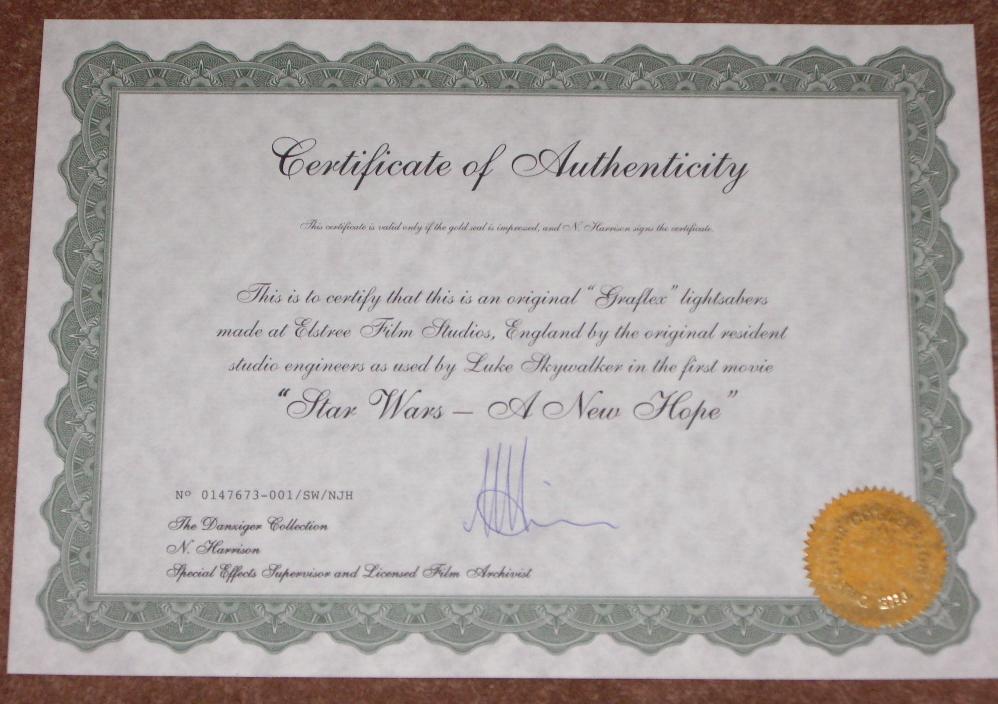 Certificate of Authenticity
This certificate is valid only if the gold seal is impressed, and N. Harrison signs the certificate.
This is to certify that this is an original "Graflex" lightsabers
made at Elstree Film Studios, England by the original resident
studio engineers as used by Luke Skywalker in the first movie
"Star Wars – A New Hope"
Nº 0147673-001/SW/NJH
The Danziger Collection
N. Harrison
Special Effects Supervisor and Licensed Film Archivist